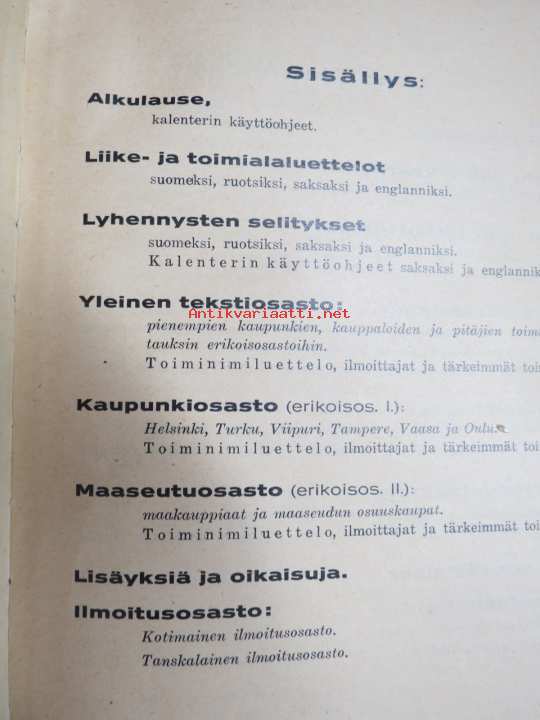 Sisällys:
Alkulause,
kalenterin käyttöohjeet.
Liike- ja toimialaluettelot
suomeksi, ruotsiksi, saksaksi ja englanniksi.
Lyhennysten selitykset
suomeksi, ruotsiksi, saksaksi ja englanniksi.
Kalenterin käyttöohjeet saksaksi ja englannik
Yleinen tekstiosasto:
Antikvariaatti.net
pienempien kaupunkien, kauppaloiden ja pitäjien toim
tauksin erikoisosastoihin.
Toiminimiluettelo, ilmoittajat ja tärkeimmät toi
Kaupunkiosasto (erikoisos. I.):
Helsinki, Turku, Viipuri, Tampere, Vaasa ja Oulu.
Toiminimiluettelo, ilmoittajat ja tärkeimmät toi
Maaseutuosasto (erikoisos. II.):
maakauppiaat ja maaseudun osuuskaupat.
Toiminimiluettelo, ilmoittajat ja tärkeimmät toi
Lisäyksiä ja oikaisuja.
Ilmoitusosasto:
Kotimainen ilmoitusosasto.
Tanskalainen ilmoitusosasto.